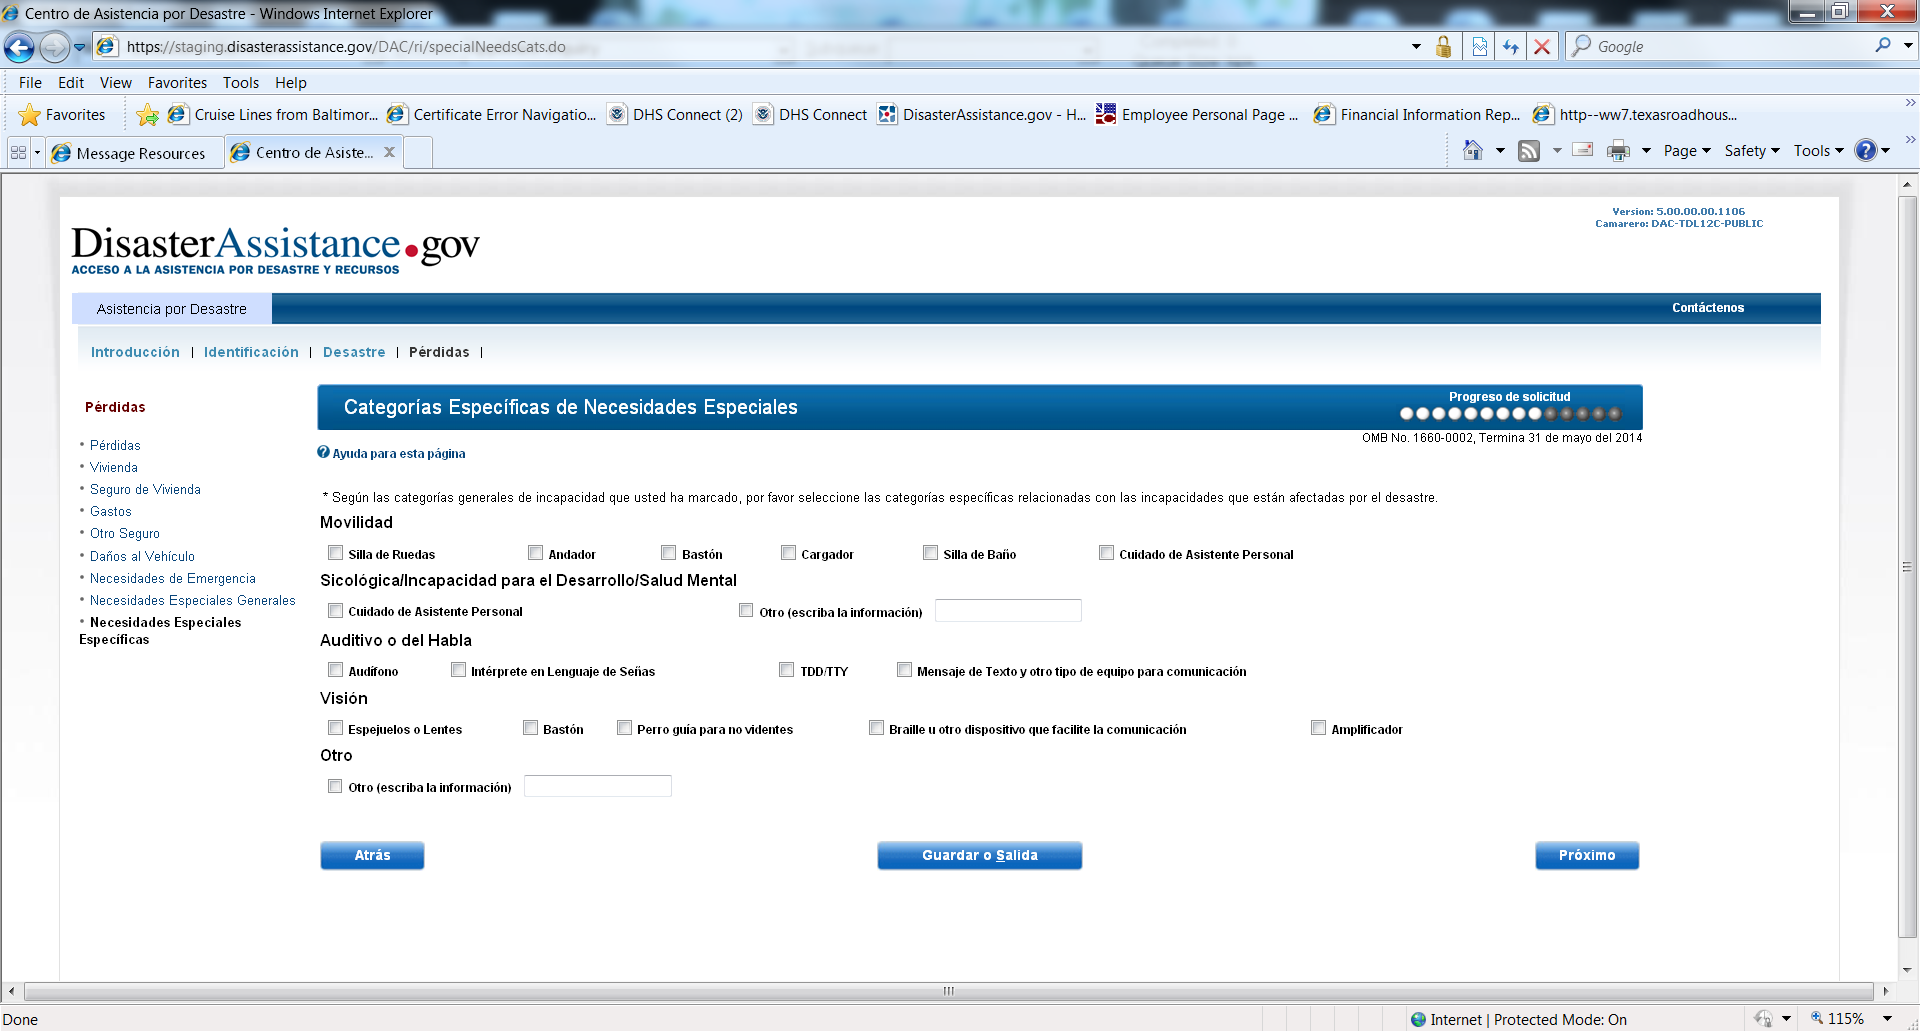 Centro de Asistencia por Desastre - Windows Internet Explorer
https://staging.disasterassistance.gov/DAC/ri/specialNeedsCats.do
Google
File Edit View Favorites Tools Help
Favorites Cruise Lines from Baltimor... Certificate Error Navigatio... DHS Connect (2) DHS Connect DisasterAssistance.gov - H... Employee Personal Page ... Financial Information Rep... http--ww7.texasroadhous...
Message Resources Centro de Asiste... Page Safety Tools
Version: 5.00.00.00.1106
Camarero: DAC-TDL12C-PUBLIC
DisasterAssistance.gov
ACCESO A LA ASISTENCIA POR DESASTRE Y RECURSOS
Asistencia por Desastre Contáctenos
Introducción | Identificación | Desastre | Pérdidas |
Pérdidas
• Pérdidas
• Vivienda
• Seguro de Vivienda
• Gastos
• Otro Seguro
• Daños al Vehículo
• Necesidades de Emergencia
• Necesidades Especiales Generales
• Necesidades Especiales
Específicas
Categorías Específicas de Necesidades Especiales
Progreso de solicitud
OMB No. 1660-0002, Termina 31 de mayo del 2014
? Ayuda para esta página
* Según las categorías generales de incapacidad que usted ha marcado, por favor seleccione las categorías específicas relacionadas con las incapacidades que están afectadas por el desastre.
Movilidad
Silla de Ruedas Andador Bastón Cargador Silla de Baño Cuidado de Asistente Personal
Sicológica/Incapacidad para el Desarrollo/Salud Mental
Cuidado de Asistente Personal Otro (escriba la información)
Auditivo o del Habla
Audífono Intérprete en Lenguaje de Señas TDD/TTY Mensaje de Texto y otro tipo de equipo para comunicación
Visión
Espejuelos o Lentes Bastón Perro guía para no videntes Braille u otro dispositivo que facilite la comunicación Amplificador
Otro
Otro (escriba la información)
Atrás Guardar o Salida Próximo
Done Internet | Protected Mode: On 115%